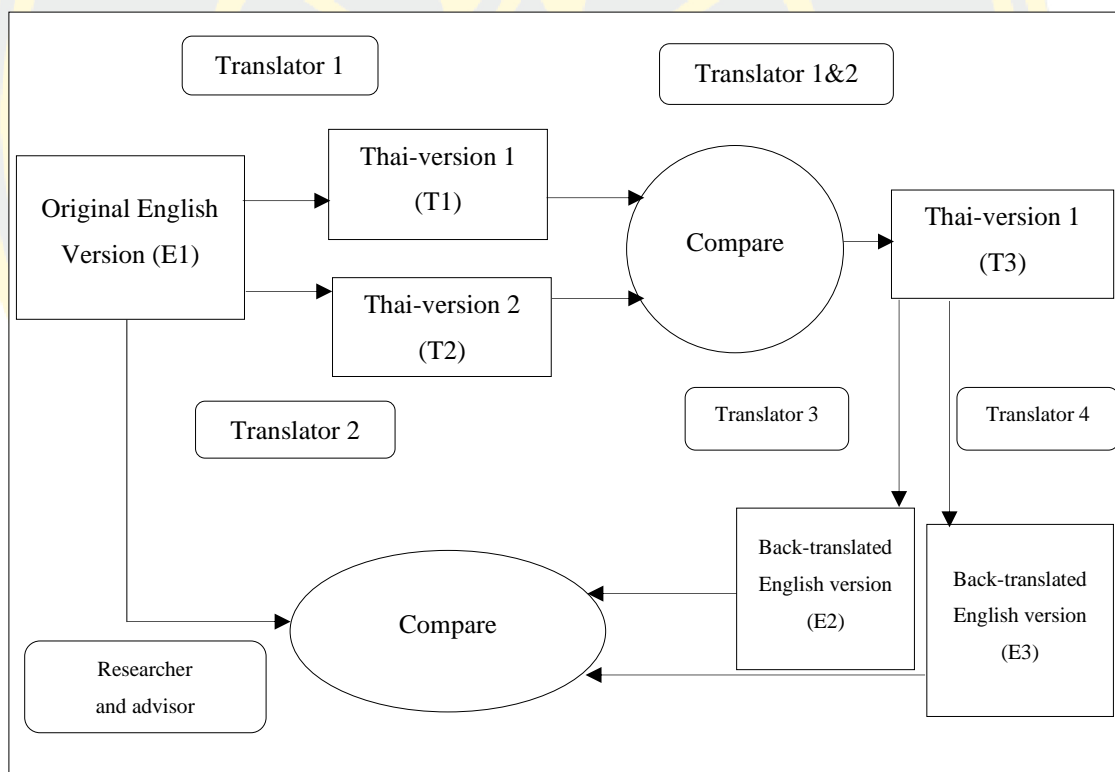 Translator 1
Translator 1&2
Original English
Version (E1)
Thai-version 1
(T1)
Thai-version 2
(T2)
Compare
Thai-version 1
(T3)
Translator 2
Translator 3
Translator 4
Back-translated
English version
(E2)
Back-translated
English version
(E3)
Compare
Researcher
and advisor